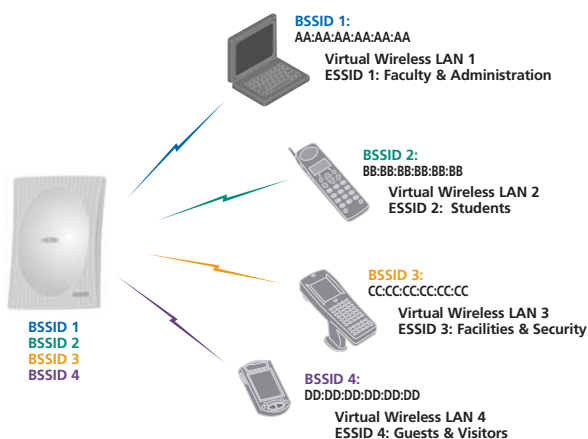 BSSID 1:
AA:AA:AA:AA:AA:AA
Virtual Wireless LAN 1
ESSID 1: Faculty & Administration
BSSID 2:
BB:BB:BB:BB:BB:BB
Virtual Wireless LAN 2
ESSID 2: Students
BSSID 3:
CC:CC:CC:CC:CC:CC
Virtual Wireless LAN 3
ESSID 3: Facilities & Security
BSSID 4:
DD:DD:DD:DD:DD:DD
Virtual Wireless LAN 4
ESSID 4: Guests & Visitors
BSSID 1
BSSID 2
BSSID 3
BSSID 4